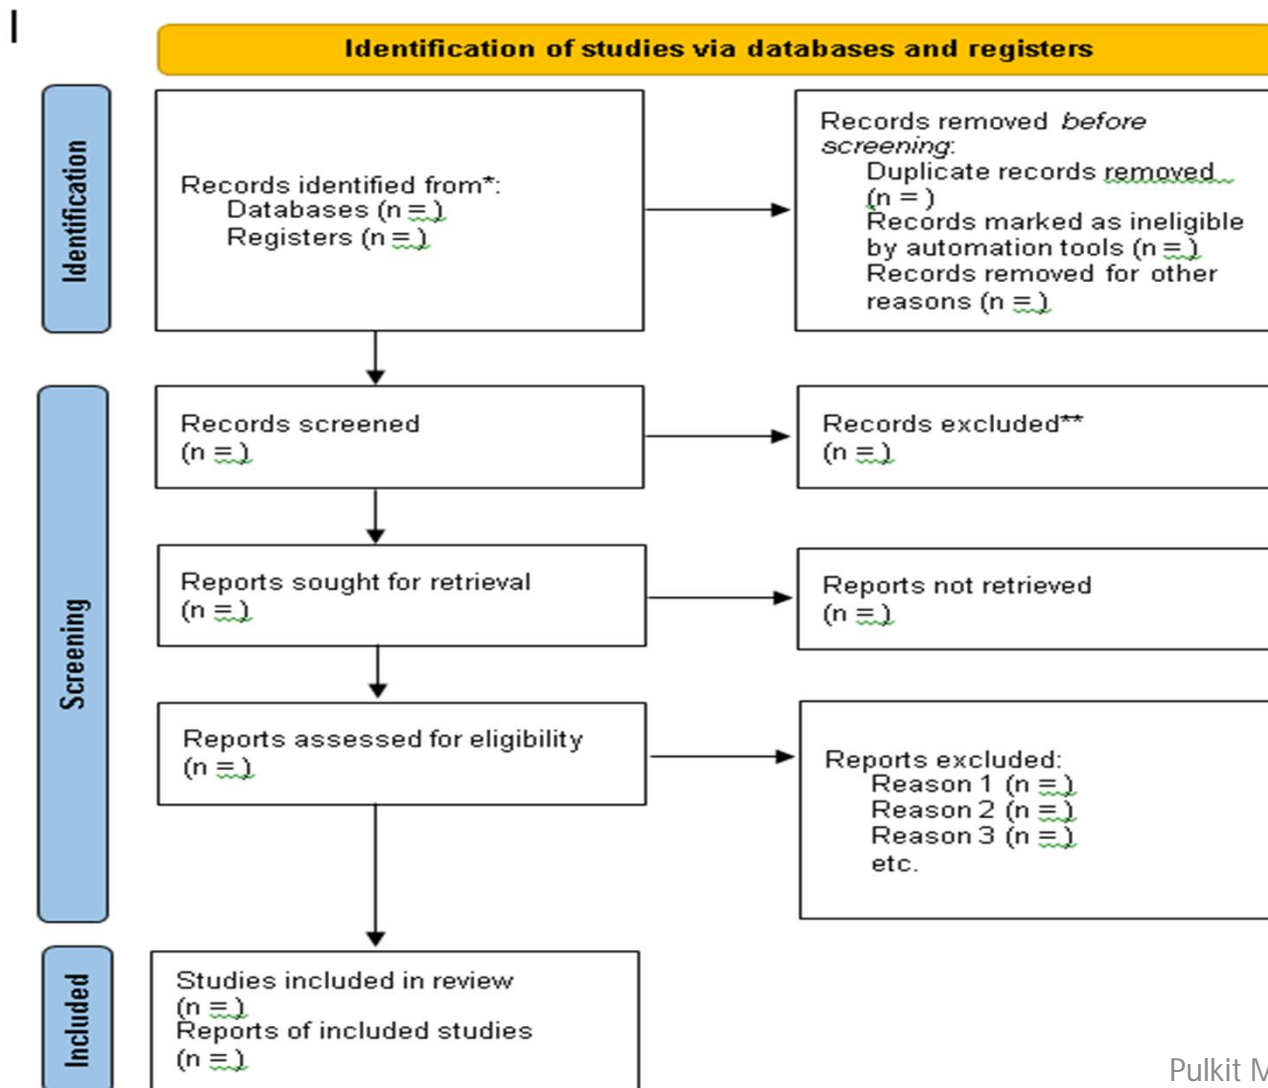 I
Identification of studies via databases and registers
Identification
Records identified from*:
Databases (n = )
Registers (n = )
Records removed before
screening:
Duplicate records removed
(n = )
Records marked as ineligible
by automation tools (n = )
Records removed for other
reasons (n = )
Screening
Records screened
(n = )
Records excluded**
(n = )
Reports sought for retrieval
(n = )
Reports not retrieved
(n = )
Reports assessed for eligibility
(n = )
Reports excluded:
Reason 1 (n = )
Reason 2 (n = )
Reason 3 (n = )
etc.
Included
Studies included in review
(n = )
Reports of included studies
(n = )
Pulkit M